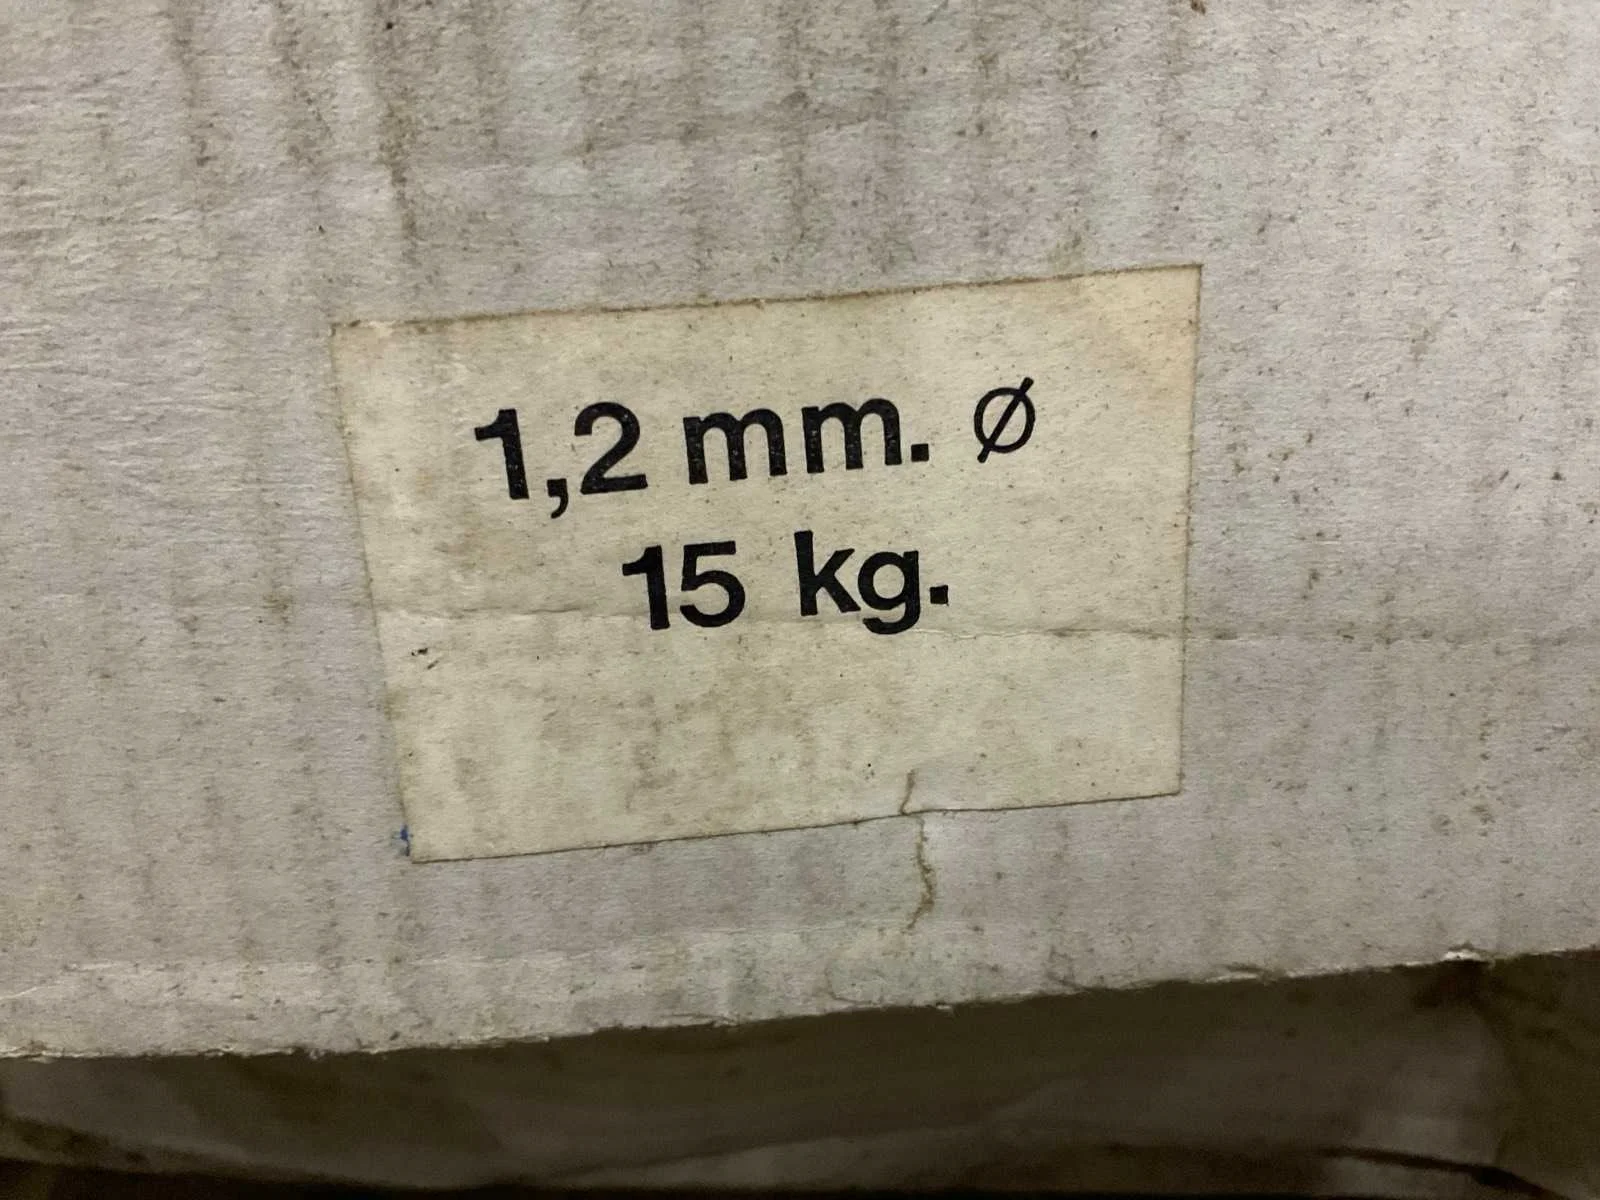 1,2 mm. Ø
15 kg.